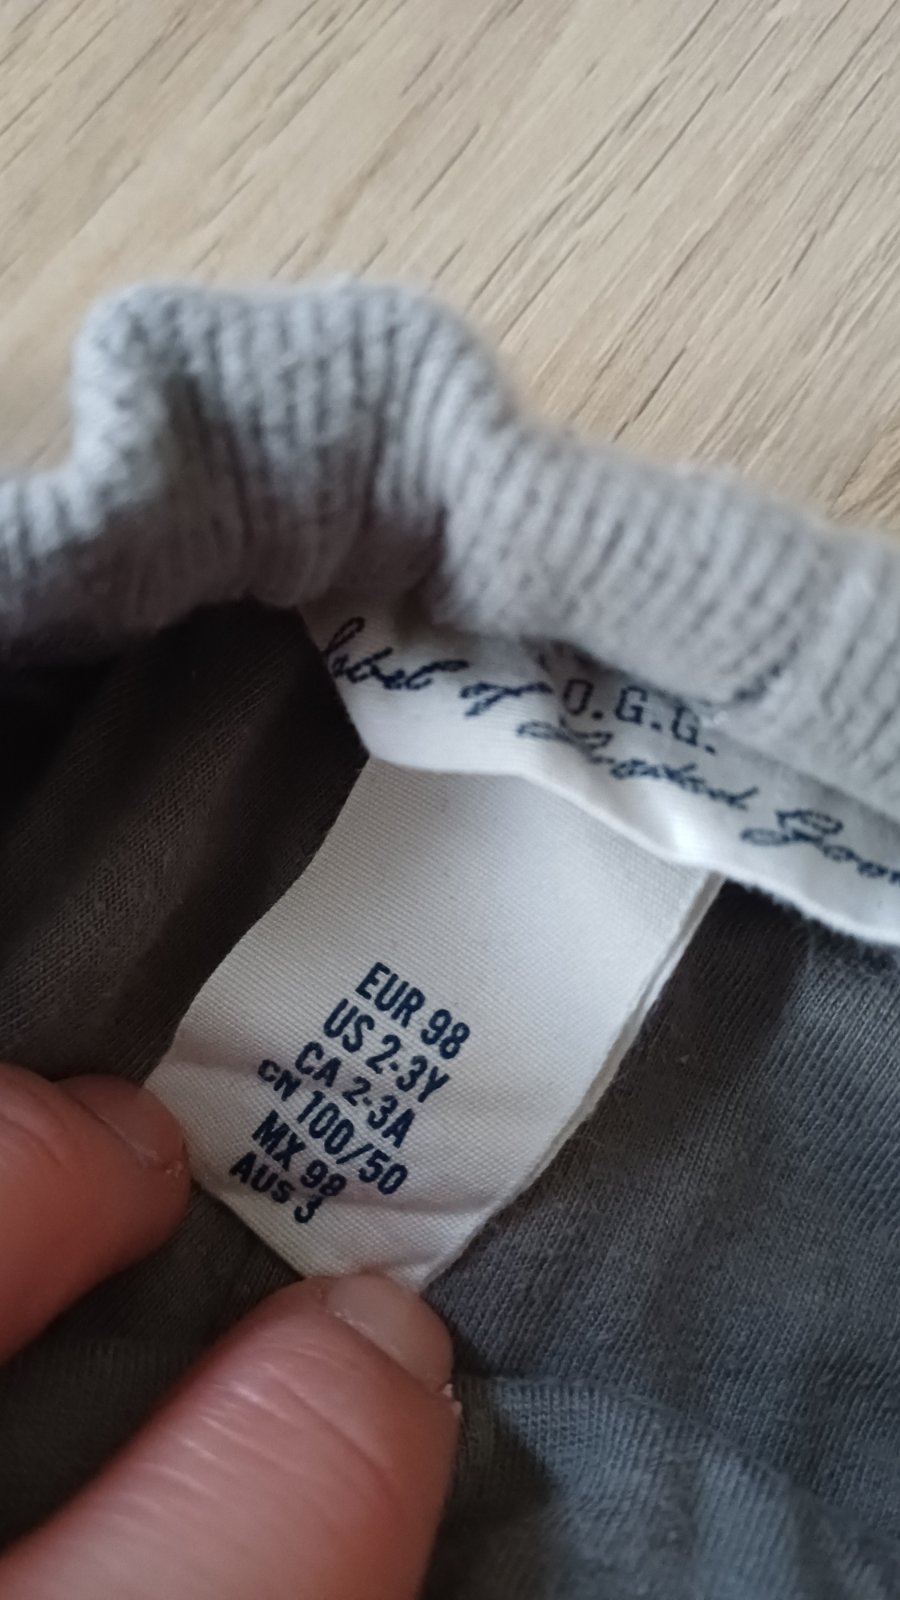 label of
O.G.G.
EUR 98
US 2-3Y
CA 2-3A
CN 100/50
MX 98
AUS 3